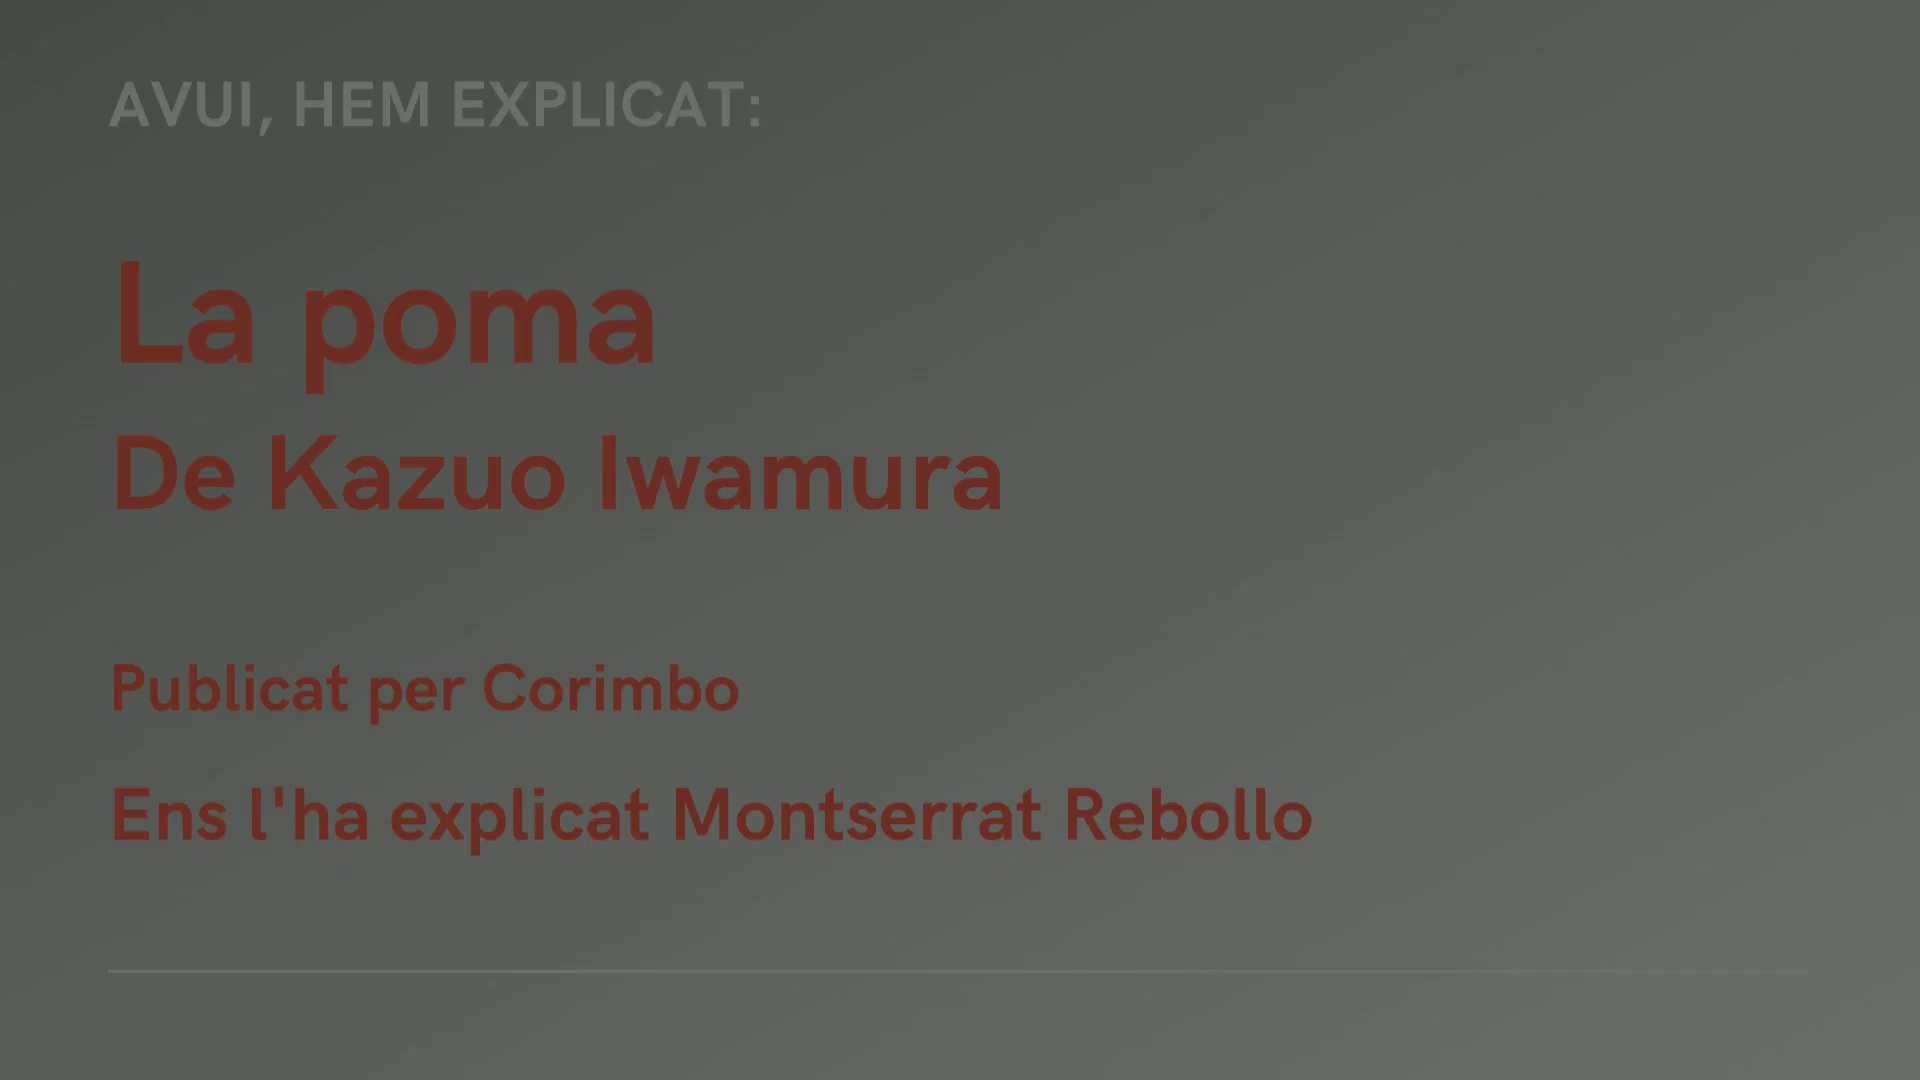 AVUI, HEM EXPLICAT:
La poma
De Kazuo Iwamura
Publicat per Corimbo
Ens l'ha explicat Montserrat Rebollo